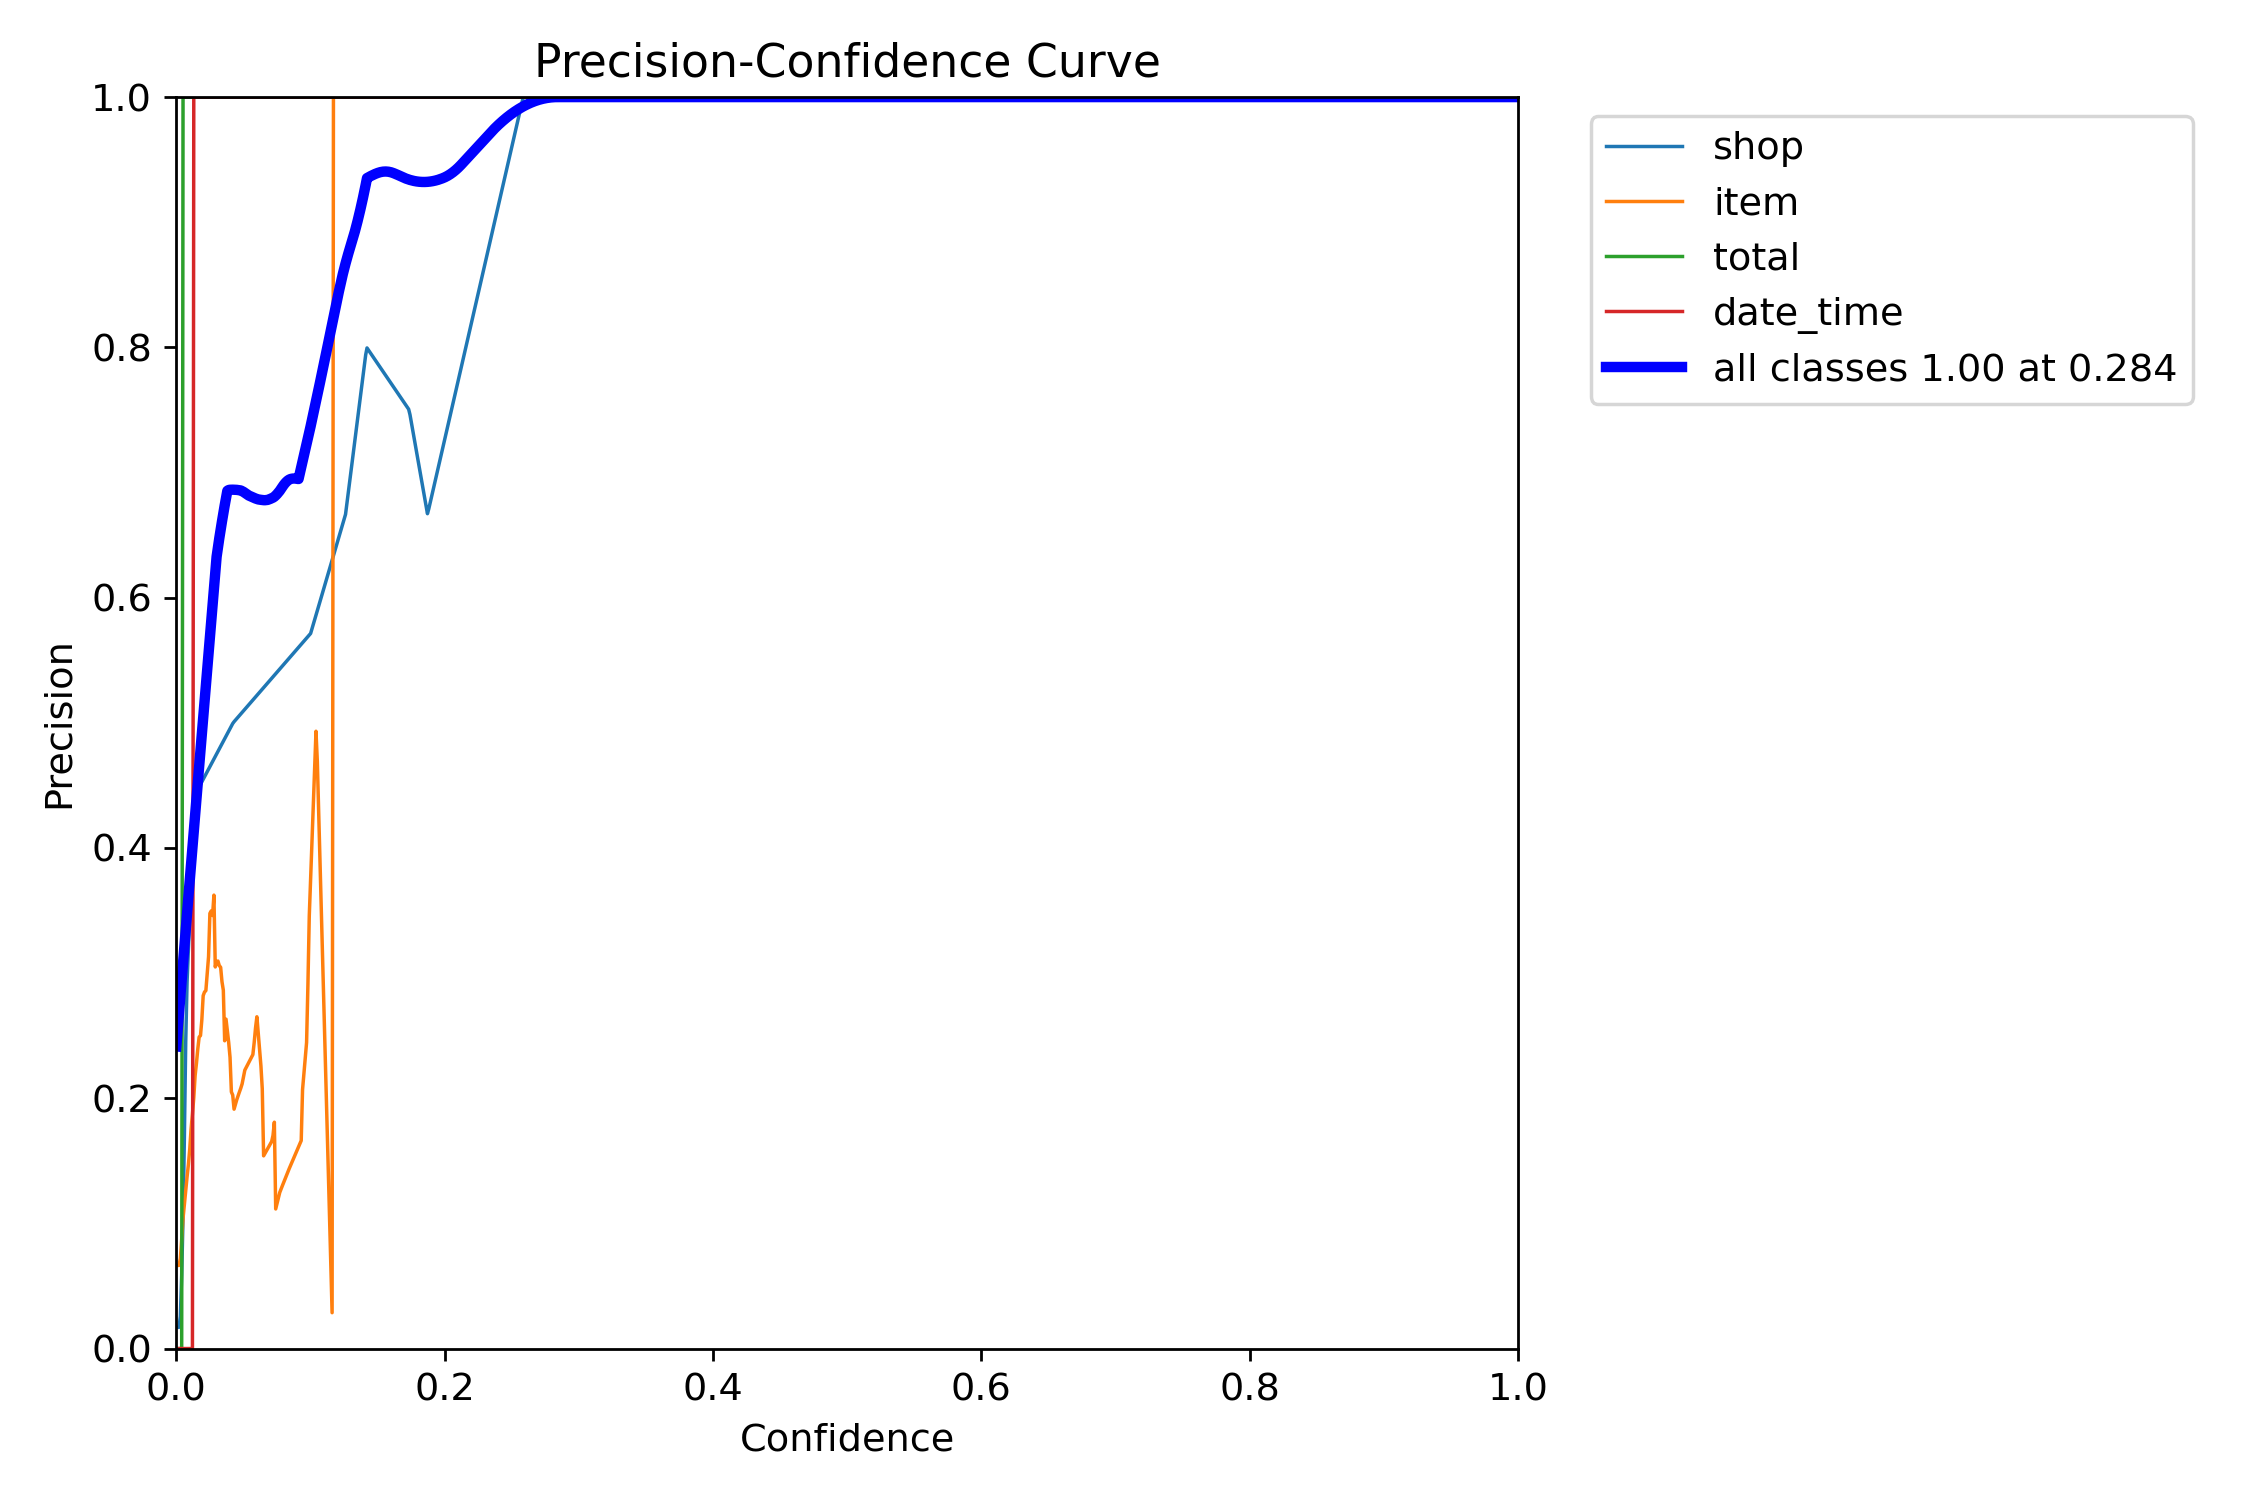 Precision-Confidence Curve
1.0
0.8
0.6
0.4
0.2
0.0
Precision
0.0 0.2 0.4 0.6 0.8 1.0
Confidence
shop
item
total
date_time
all classes 1.00 at 0.284